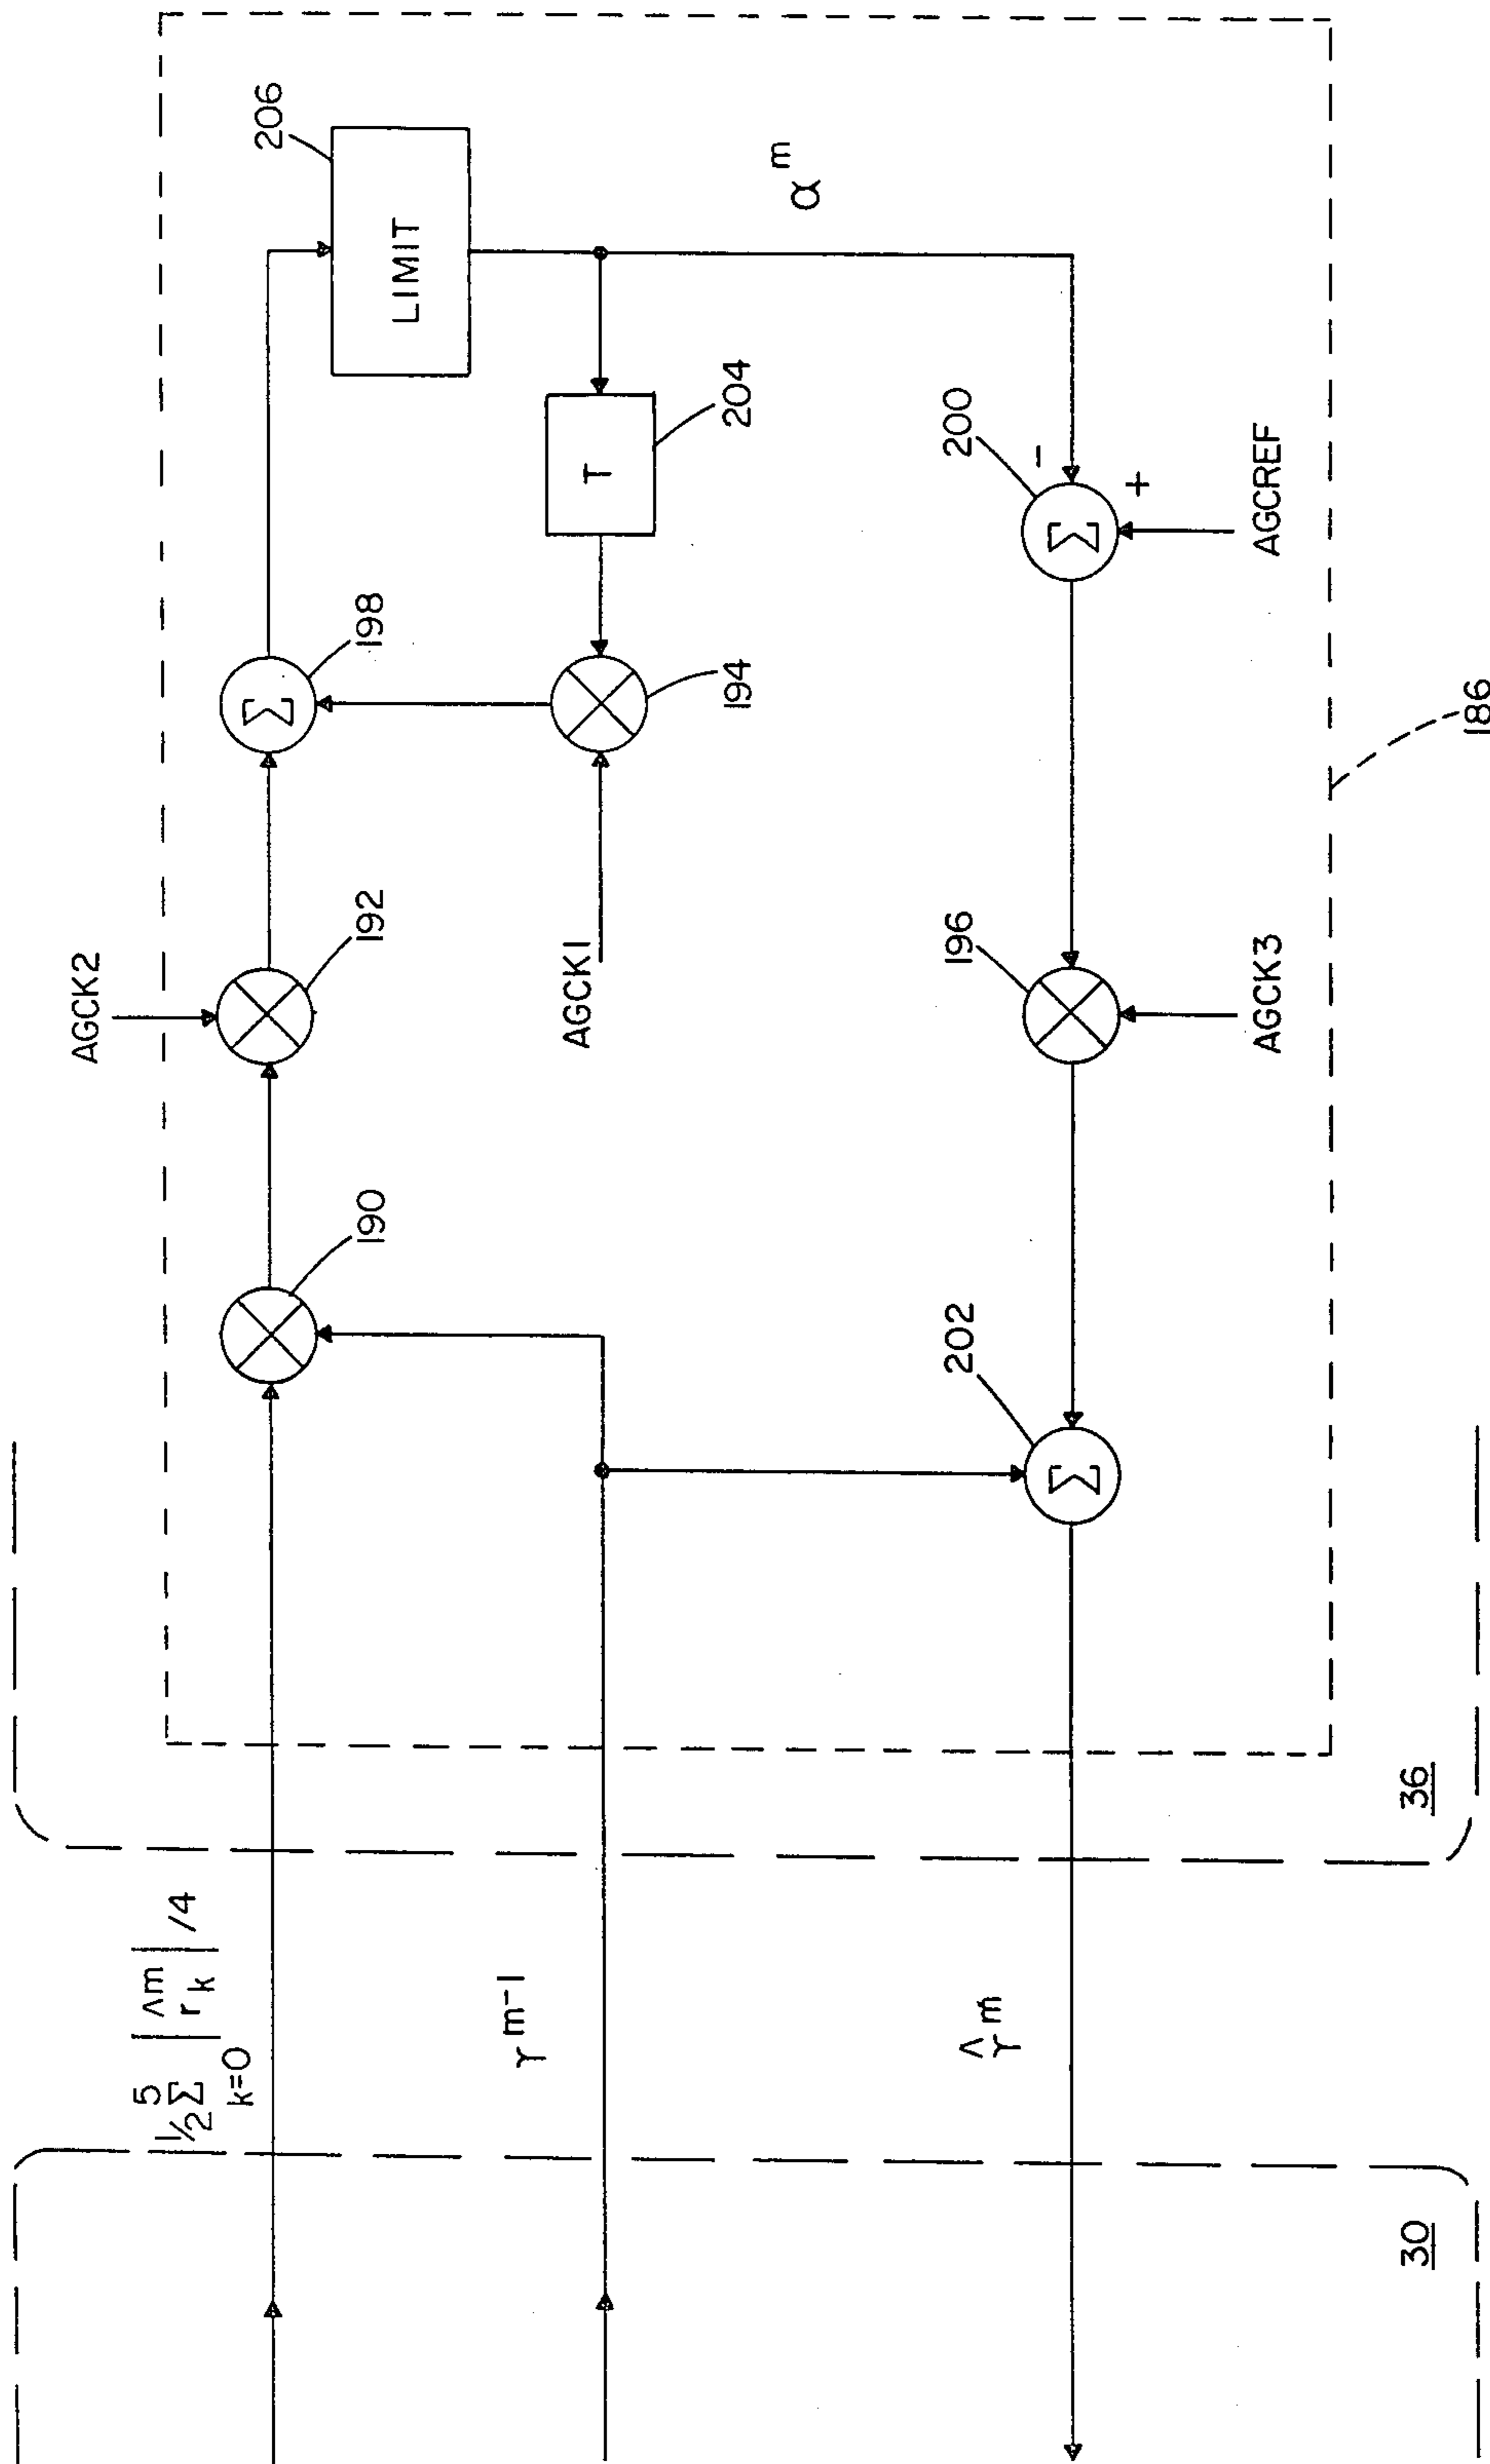 206
LIMIT
α^m
198
T
204
200
-
Σ
Σ
+
AGCREF
194
186
AGCK2
192
AGCK1
196
AGCK3
190
202
Σ
36
½ Σ_{k=0}^{5} | r̂_k^m | /4
γ^{m-1}
γ̂^m
30